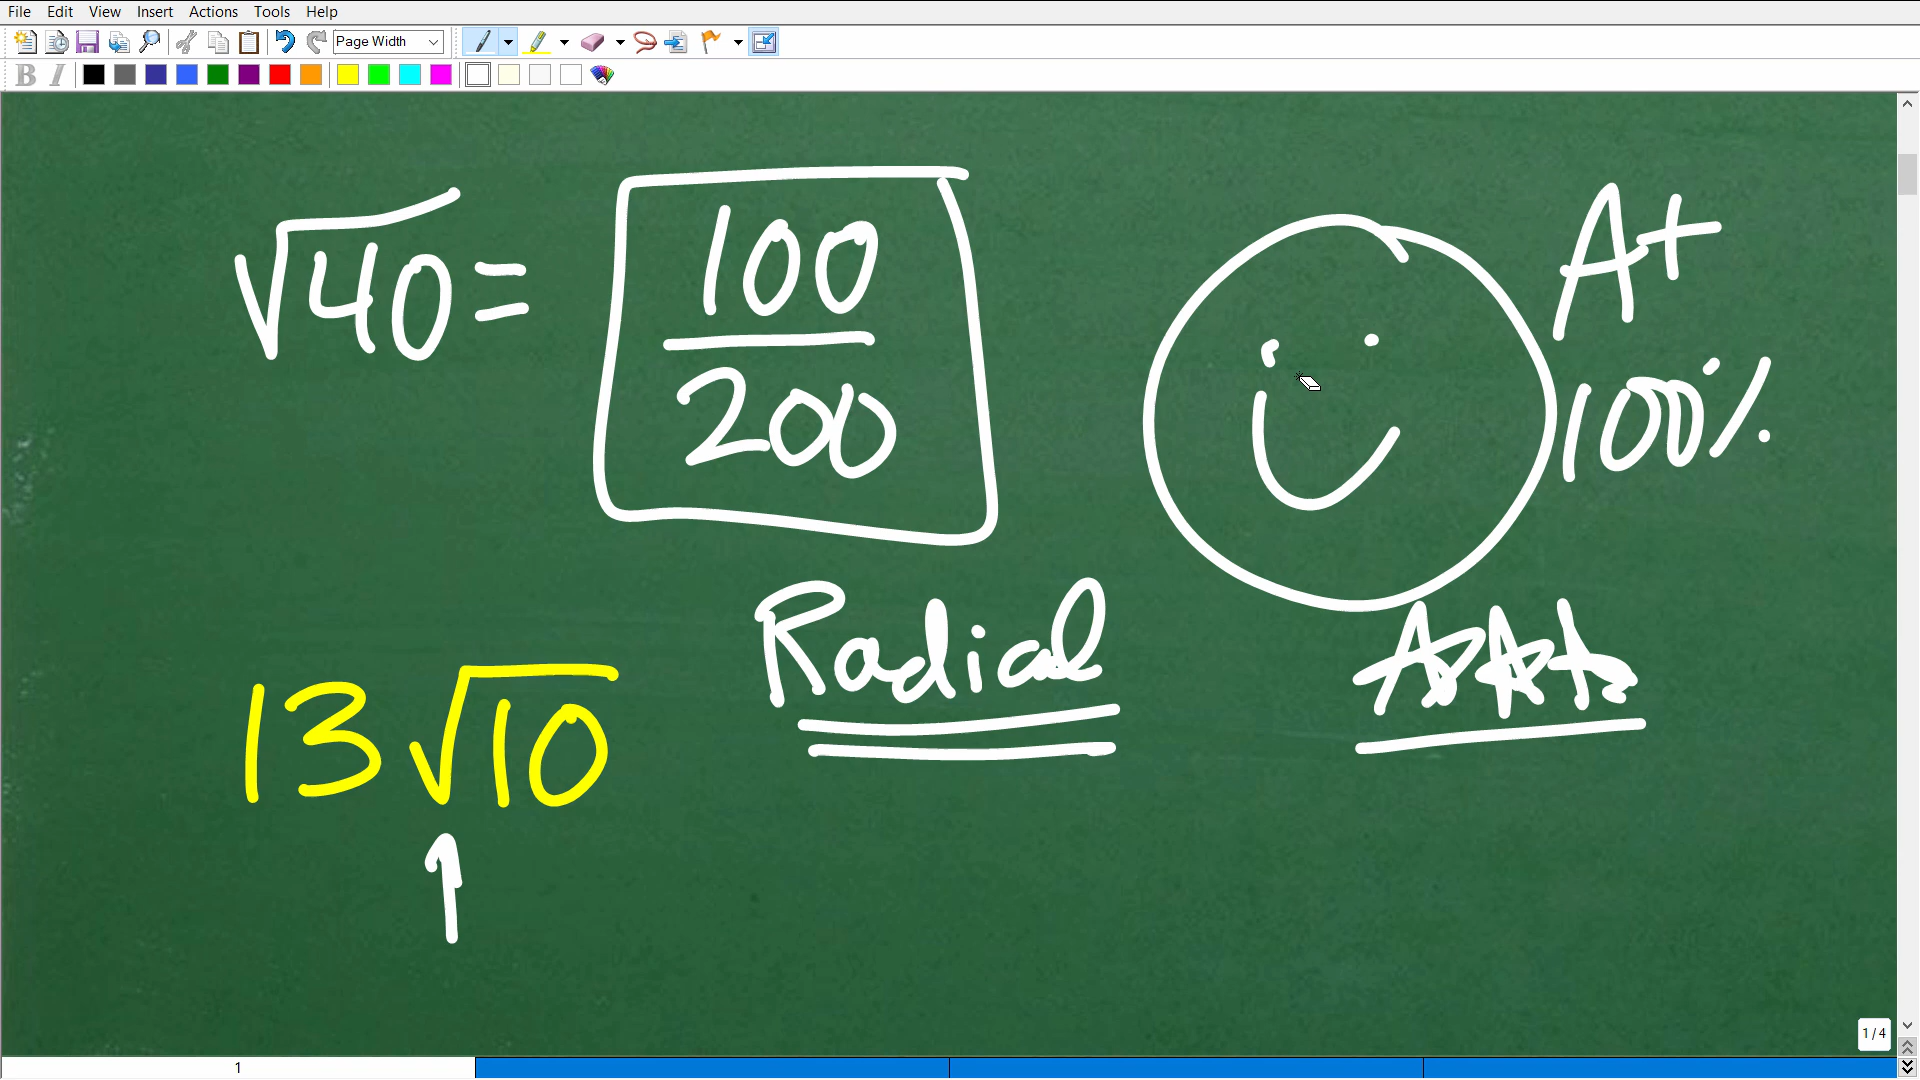 File Edit View Insert Actions Tools Help
Page Width
B I
√40 =
100
200
A+
100%
Radial
13√10
1 / 4
1